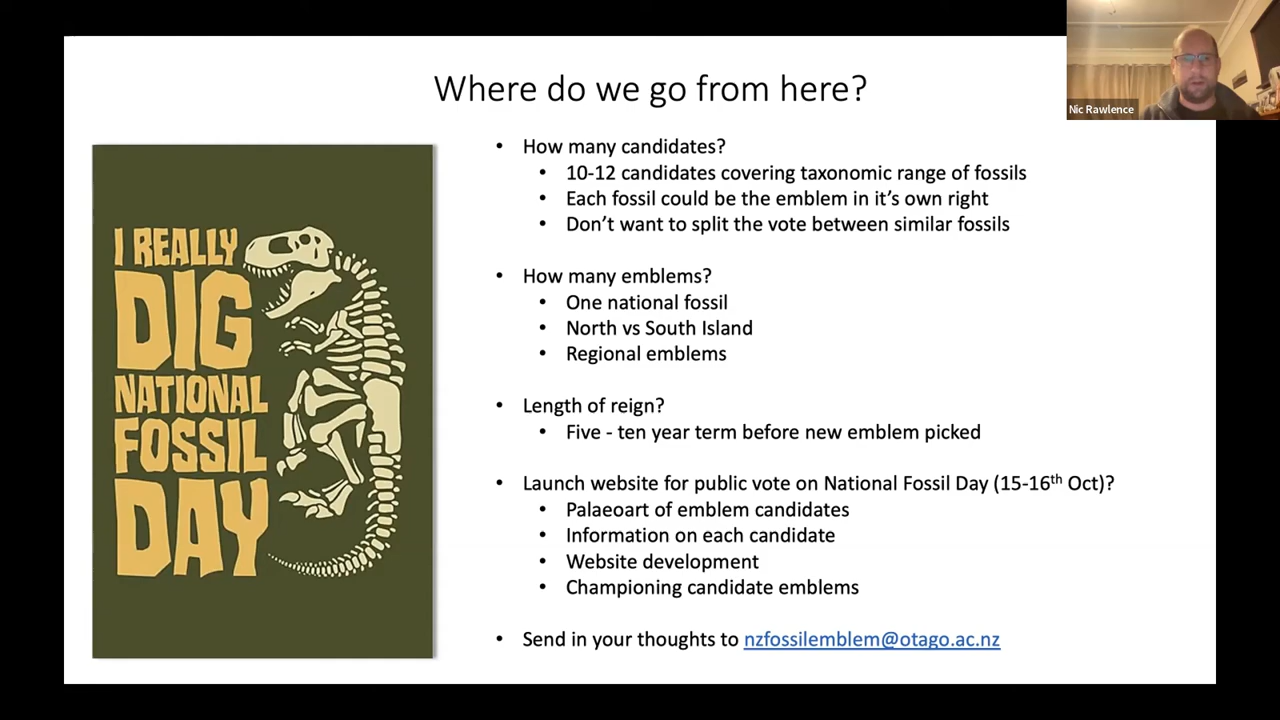 Where do we go from here?
Nic Rawlence
I REALLY
DIG
NATIONAL
FOSSIL
DAY
• How many candidates?
• 10-12 candidates covering taxonomic range of fossils
• Each fossil could be the emblem in it’s own right
• Don’t want to split the vote between similar fossils
• How many emblems?
• One national fossil
• North vs South Island
• Regional emblems
• Length of reign?
• Five - ten year term before new emblem picked
• Launch website for public vote on National Fossil Day (15-16th Oct)?
• Palaeoart of emblem candidates
• Information on each candidate
• Website development
• Championing candidate emblems
• Send in your thoughts to nzfossilemblem@otago.ac.nz